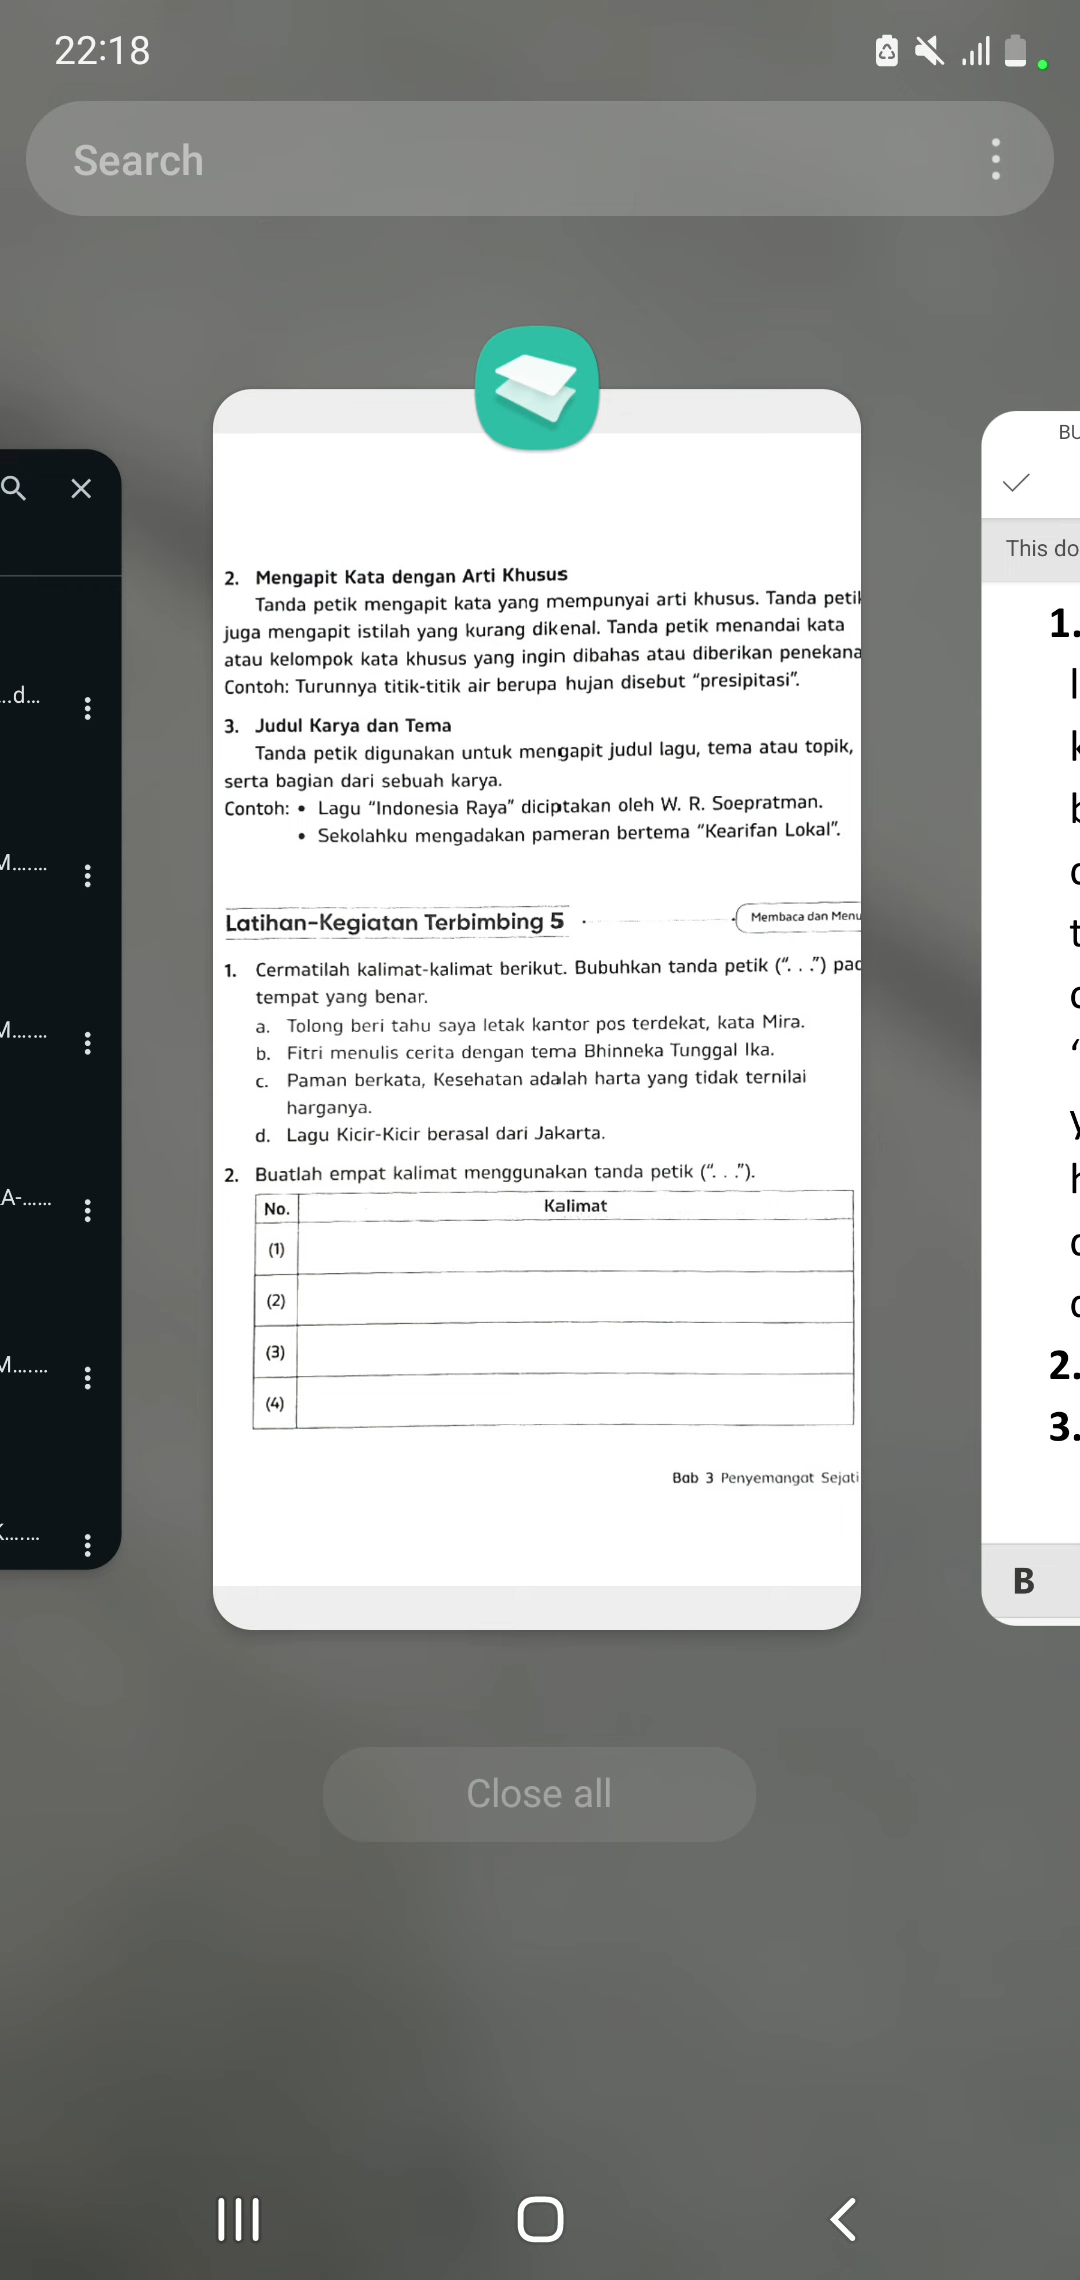 22:18
Search
2. Mengapit Kata dengan Arti Khusus
Tanda petik mengapit kata yang mempunyai arti khusus. Tanda petik
juga mengapit istilah yang kurang dikenal. Tanda petik menandai kata
atau kelompok kata khusus yang ingin dibahas atau diberikan penekana
Contoh: Turunnya titik-titik air berupa hujan disebut “presipitasi”.
3. Judul Karya dan Tema
Tanda petik digunakan untuk mengapit judul lagu, tema atau topik,
serta bagian dari sebuah karya.
Contoh: • Lagu “Indonesia Raya” diciptakan oleh W. R. Soepratman.
• Sekolahku mengadakan pameran bertema “Kearifan Lokal”.
Latihan-Kegiatan Terbimbing 5
Membaca dan Menu
1. Cermatilah kalimat-kalimat berikut. Bubuhkan tanda petik (“. . .”) pad
tempat yang benar.
a. Tolong beri tahu saya letak kantor pos terdekat, kata Mira.
b. Fitri menulis cerita dengan tema Bhinneka Tunggal Ika.
c. Paman berkata, Kesehatan adalah harta yang tidak ternilai
harganya.
d. Lagu Kicir-Kicir berasal dari Jakarta.
2. Buatlah empat kalimat menggunakan tanda petik (“. . .”).
No. Kalimat
(1)
(2)
(3)
(4)
Bab 3 Penyemangat Sejati
...d...
M.......
M.......
A-......
M.......
BU
This do
1.
2.
3.
B
Close all